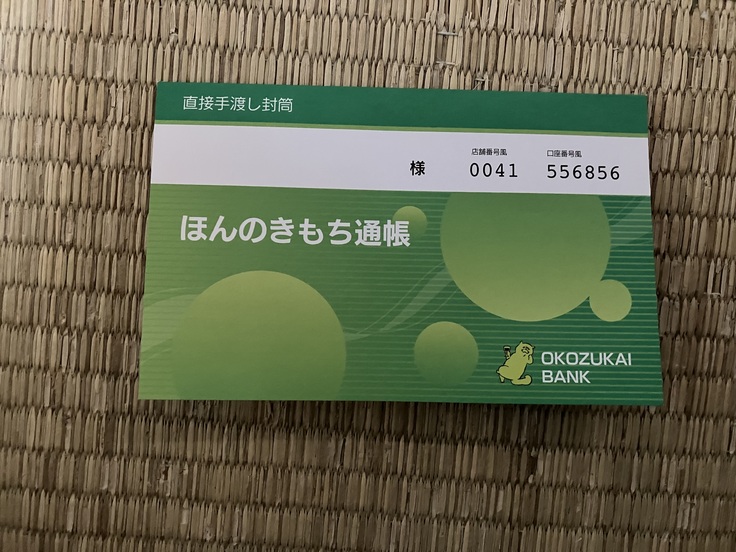 直接手渡し封筒
店舗番号風 口座番号風
様 0041 556856
ほんのきもち通帳
OKOZUKAI
BANK